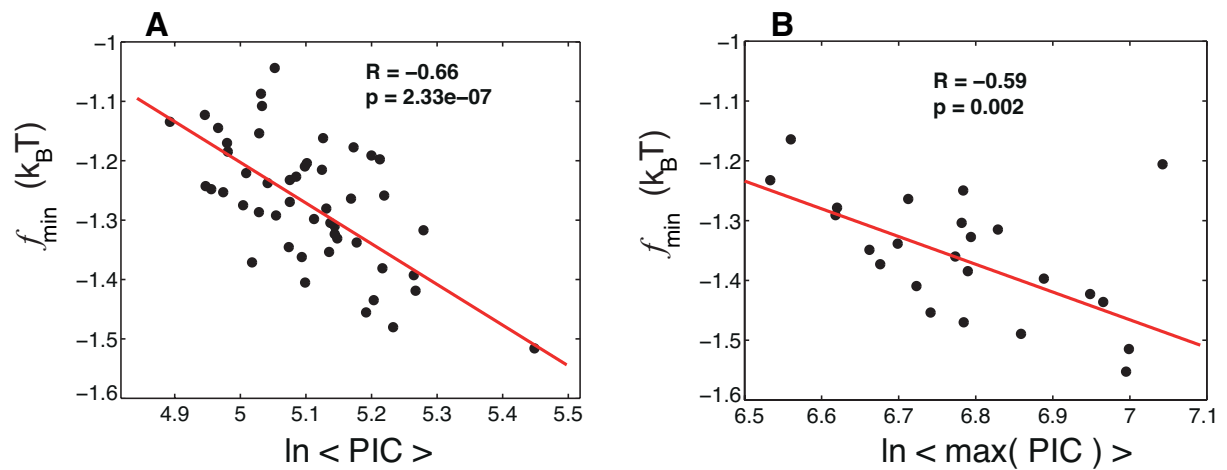 A
R = −0.66
p = 2.33e−07
f_min (k_BT)
−1
−1.1
−1.2
−1.3
−1.4
−1.5
−1.6
4.9 5 5.1 5.2 5.3 5.4 5.5
ln < PIC >
B
R = −0.59
p = 0.002
f_min (k_BT)
−1
−1.1
−1.2
−1.3
−1.4
−1.5
−1.6
6.5 6.6 6.7 6.8 6.9 7 7.1
ln < max( PIC ) >